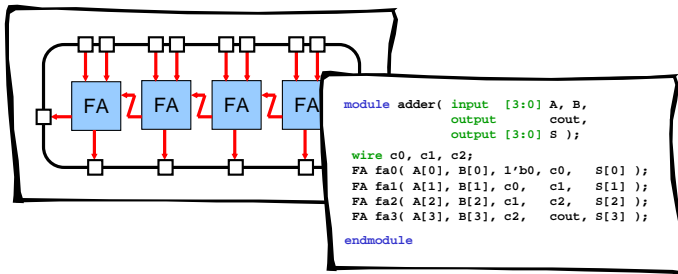 FA FA FA FA
module adder( input [3:0] A, B,
output cout,
output [3:0] S );
wire c0, c1, c2;
FA fa0( A[0], B[0], 1’b0, c0, S[0] );
FA fa1( A[1], B[1], c0, c1, S[1] );
FA fa2( A[2], B[2], c1, c2, S[2] );
FA fa3( A[3], B[3], c2, cout, S[3] );
endmodule